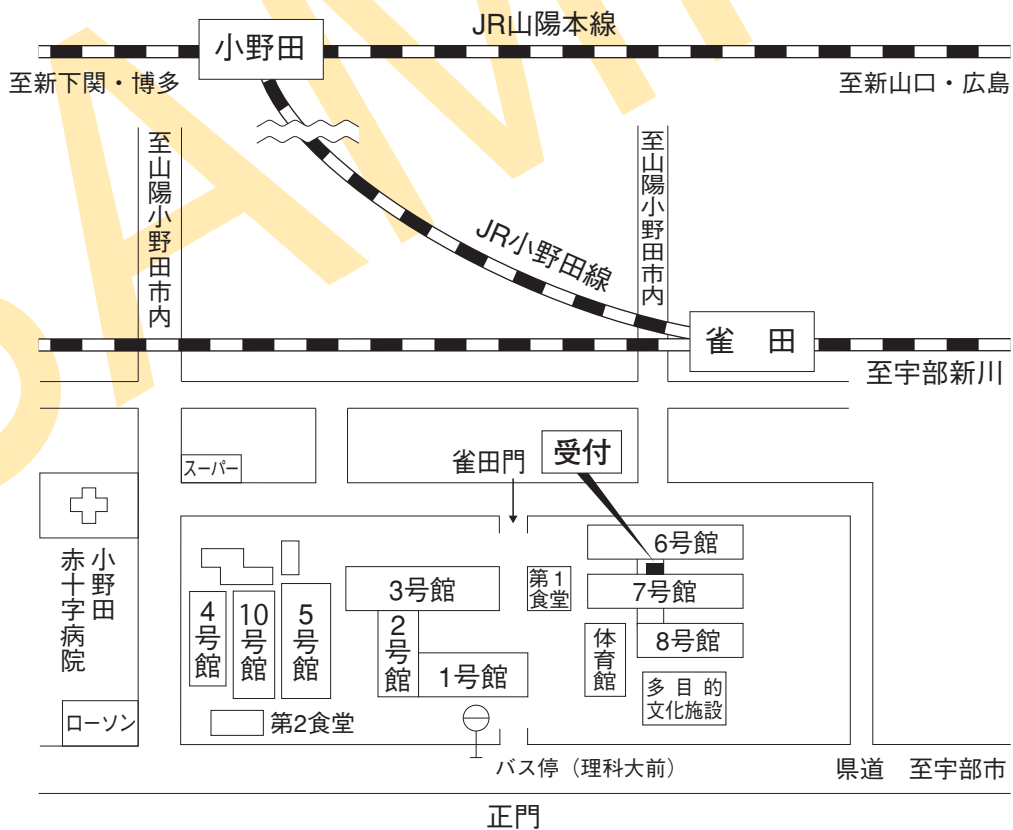 JR山陽本線
小野田
至新下関・博多
至新山口・広島
至山陽小野田市内
至山陽小野田市内
JR小野田線
雀　田
至宇部新川
スーパー
雀田門
受付
小野田
赤十字病院
ローソン
4号館
10号館
5号館
3号館
2号館
1号館
第1
食堂
6号館
7号館
8号館
体育館
多目的
文化施設
第2食堂
バス停（理科大前）
県道　至宇部市
正門